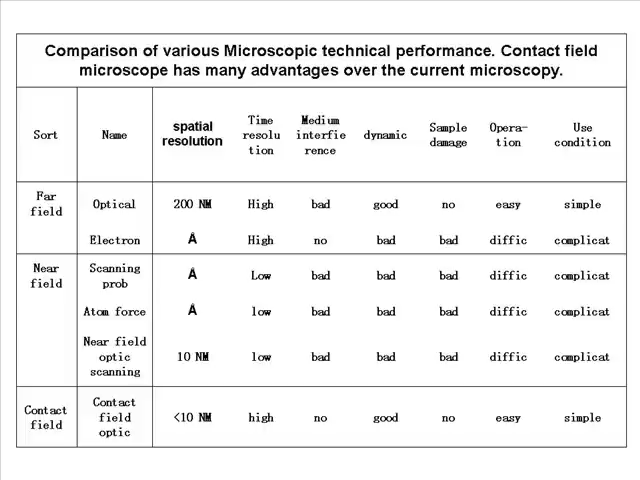 Comparison of various Microscopic technical performance. Contact field
microscope has many advantages over the current microscopy.
Sort Name spatial resolution Time resolu tion Medium interfie rence dynamic Sample damage Opera- tion Use condition
Far field Optical 200 NM High bad good no easy simple
Electron Å High no bad bad diffic complicat
Near field Scanning prob Å Low bad bad bad diffic complicat
Atom force Å low bad bad bad diffic complicat
Near field optic scanning 10 NM low bad bad bad diffic complicat
Contact field Contact field optic <10 NM high no good no easy simple